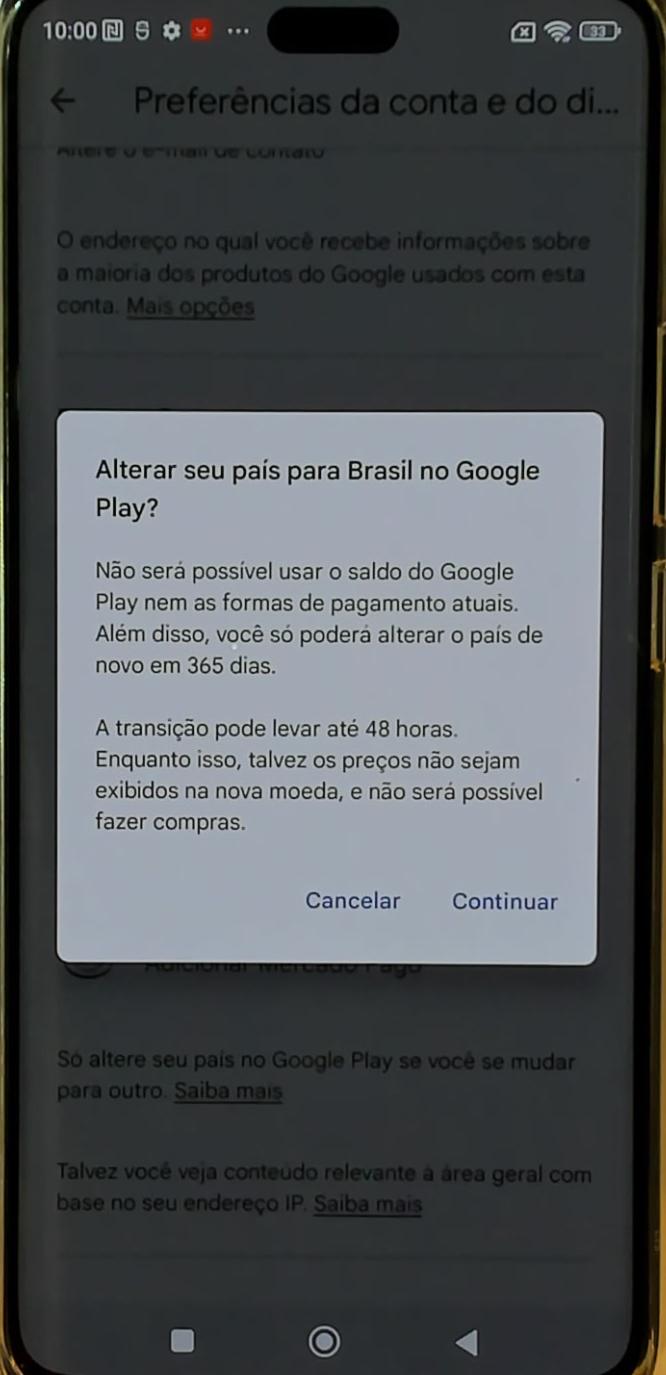 10:00
33
Preferências da conta e do di...
Altere o e-mail de contato
O endereço no qual você recebe informações sobre
a maioria dos produtos do Google usados com esta
conta. Mais opções
Alterar seu país para Brasil no Google
Play?
Não será possível usar o saldo do Google
Play nem as formas de pagamento atuais.
Além disso, você só poderá alterar o país de
novo em 365 dias.
A transição pode levar até 48 horas.
Enquanto isso, talvez os preços não sejam
exibidos na nova moeda, e não será possível
fazer compras.
Cancelar Continuar
Adicionar Mercado Pago
Só altere seu país no Google Play se você se mudar
para outro. Saiba mais
Talvez você veja conteúdo relevante à área geral com
base no seu endereço IP. Saiba mais